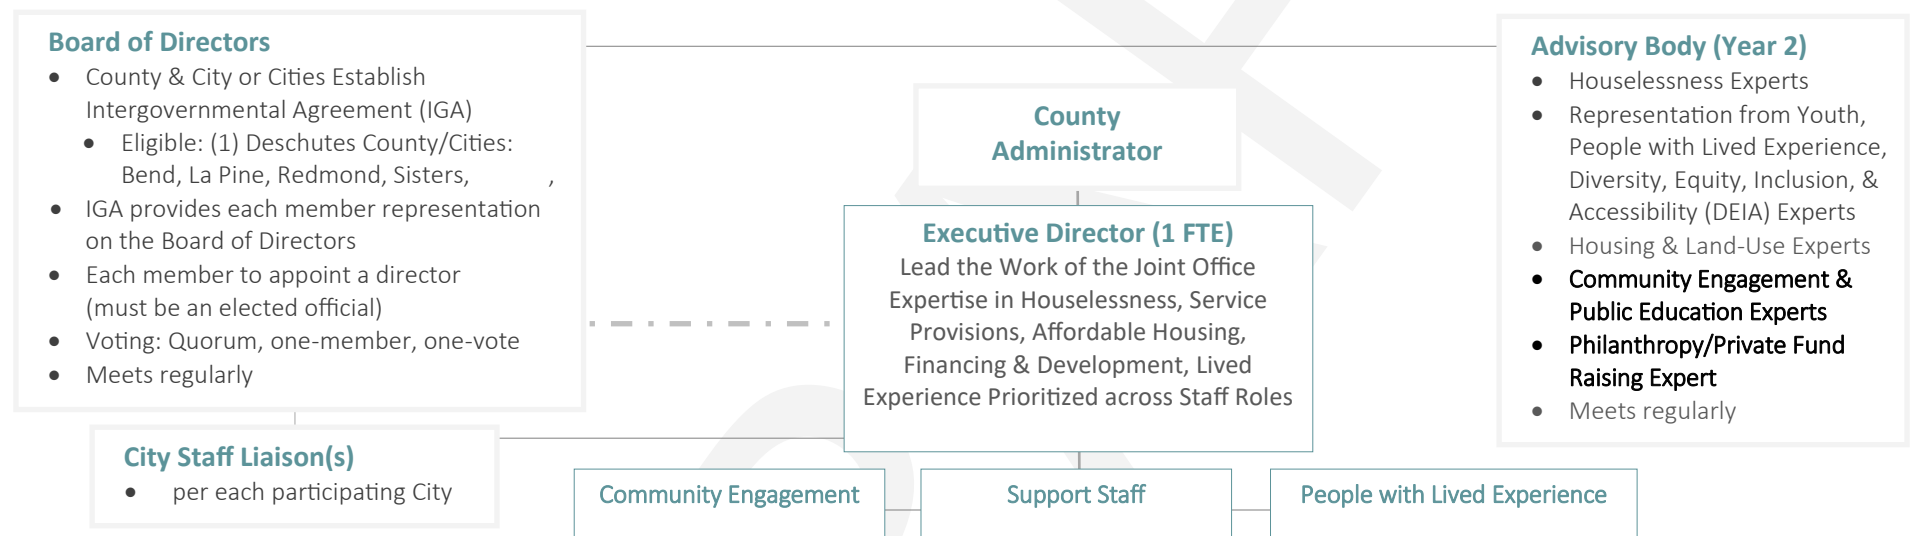 Board of Directors
• County & City or Cities Establish
Intergovernmental Agreement (IGA)
• Eligible: (1) Deschutes County/Cities:
Bend, La Pine, Redmond, Sisters, ,
• IGA provides each member representation
on the Board of Directors
• Each member to appoint a director
(must be an elected official)
• Voting: Quorum, one-member, one-vote
• Meets regularly
City Staff Liaison(s)
• per each participating City
County
Administrator
Executive Director (1 FTE)
Lead the Work of the Joint Office
Expertise in Houselessness, Service
Provisions, Affordable Housing,
Financing & Development, Lived
Experience Prioritized across Staff Roles
Community Engagement
Support Staff
People with Lived Experience
Advisory Body (Year 2)
• Houselessness Experts
• Representation from Youth,
People with Lived Experience,
Diversity, Equity, Inclusion, &
Accessibility (DEIA) Experts
• Housing & Land-Use Experts
• Community Engagement &
Public Education Experts
• Philanthropy/Private Fund
Raising Expert
• Meets regularly